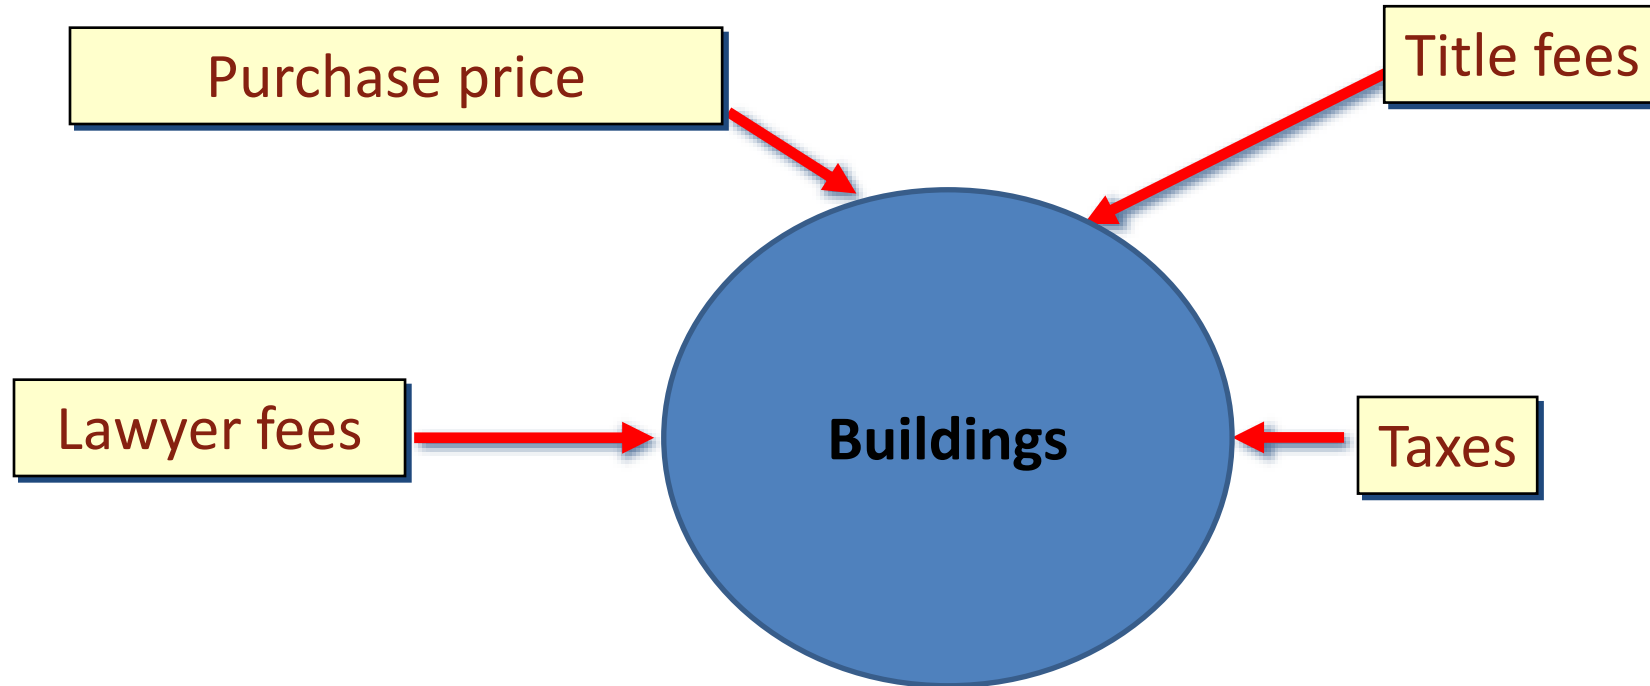 Purchase price
Title fees
Lawyer fees
Buildings
Taxes